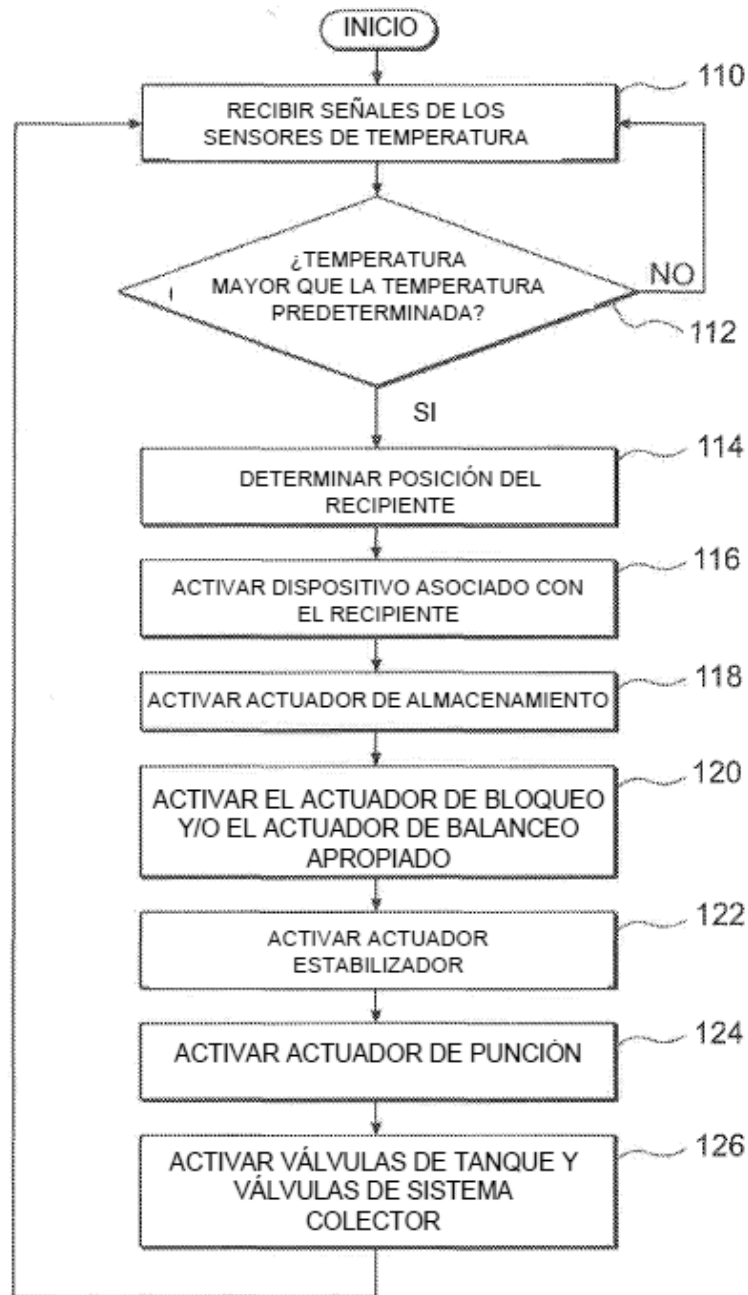 INICIO
110
RECIBIR SEÑALES DE LOS
SENSORES DE TEMPERATURA
¿TEMPERATURA
MAYOR QUE LA TEMPERATURA
PREDETERMINADA?
NO
112
SI
114
DETERMINAR POSICIÓN DEL
RECIPIENTE
116
ACTIVAR DISPOSITIVO ASOCIADO CON
EL RECIPIENTE
118
ACTIVAR ACTUADOR DE ALMACENAMIENTO
120
ACTIVAR EL ACTUADOR DE BLOQUEO
Y/O EL ACTUADOR DE BALANCEO
APROPIADO
122
ACTIVAR ACTUADOR
ESTABILIZADOR
124
ACTIVAR ACTUADOR DE PUNCIÓN
126
ACTIVAR VÁLVULAS DE TANQUE Y
VÁLVULAS DE SISTEMA
COLECTOR